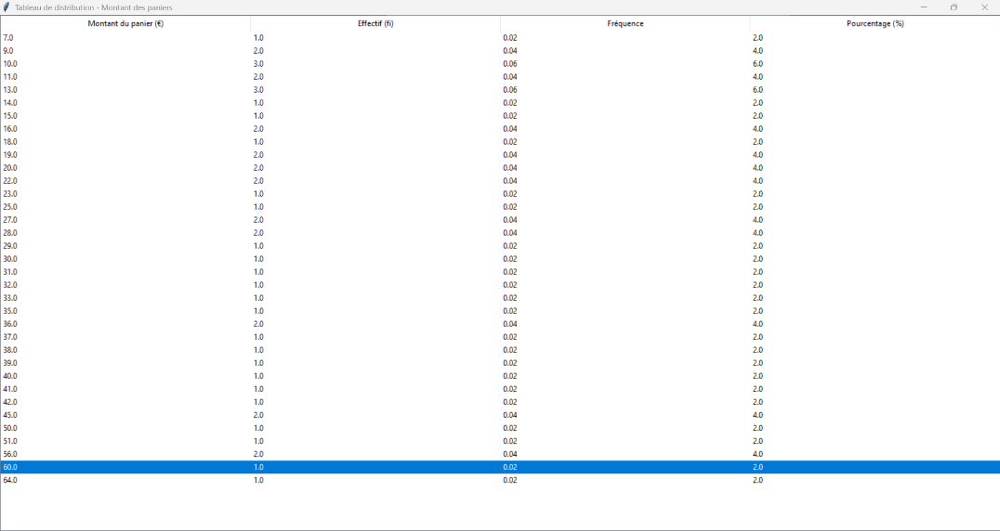 Tableau de distribution - Montant des paniers
Montant du panier (€) Effectif (fi) Fréquence Pourcentage (%)
7.0 1.0 0.02 2.0
9.0 2.0 0.04 4.0
10.0 3.0 0.06 6.0
11.0 2.0 0.04 4.0
13.0 3.0 0.06 6.0
14.0 1.0 0.02 2.0
15.0 1.0 0.02 2.0
16.0 2.0 0.04 4.0
18.0 1.0 0.02 2.0
19.0 2.0 0.04 4.0
20.0 2.0 0.04 4.0
22.0 2.0 0.04 4.0
23.0 1.0 0.02 2.0
25.0 1.0 0.02 2.0
27.0 2.0 0.04 4.0
28.0 2.0 0.04 4.0
29.0 1.0 0.02 2.0
30.0 1.0 0.02 2.0
31.0 1.0 0.02 2.0
32.0 1.0 0.02 2.0
33.0 1.0 0.02 2.0
35.0 1.0 0.02 2.0
36.0 2.0 0.04 4.0
37.0 1.0 0.02 2.0
38.0 1.0 0.02 2.0
39.0 1.0 0.02 2.0
40.0 1.0 0.02 2.0
41.0 1.0 0.02 2.0
42.0 1.0 0.02 2.0
45.0 2.0 0.04 4.0
50.0 1.0 0.02 2.0
51.0 1.0 0.02 2.0
56.0 2.0 0.04 4.0
60.0 1.0 0.02 2.0
64.0 1.0 0.02 2.0